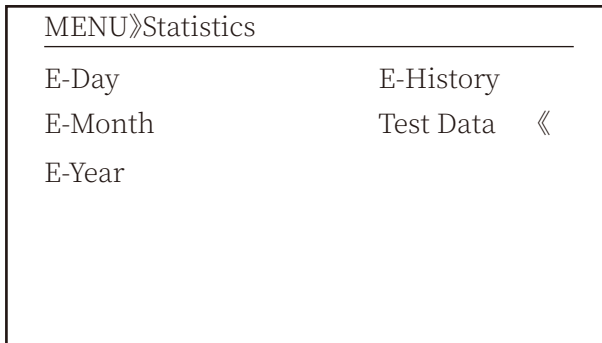 MENU》Statistics
E-Day E-History
E-Month Test Data 《
E-Year